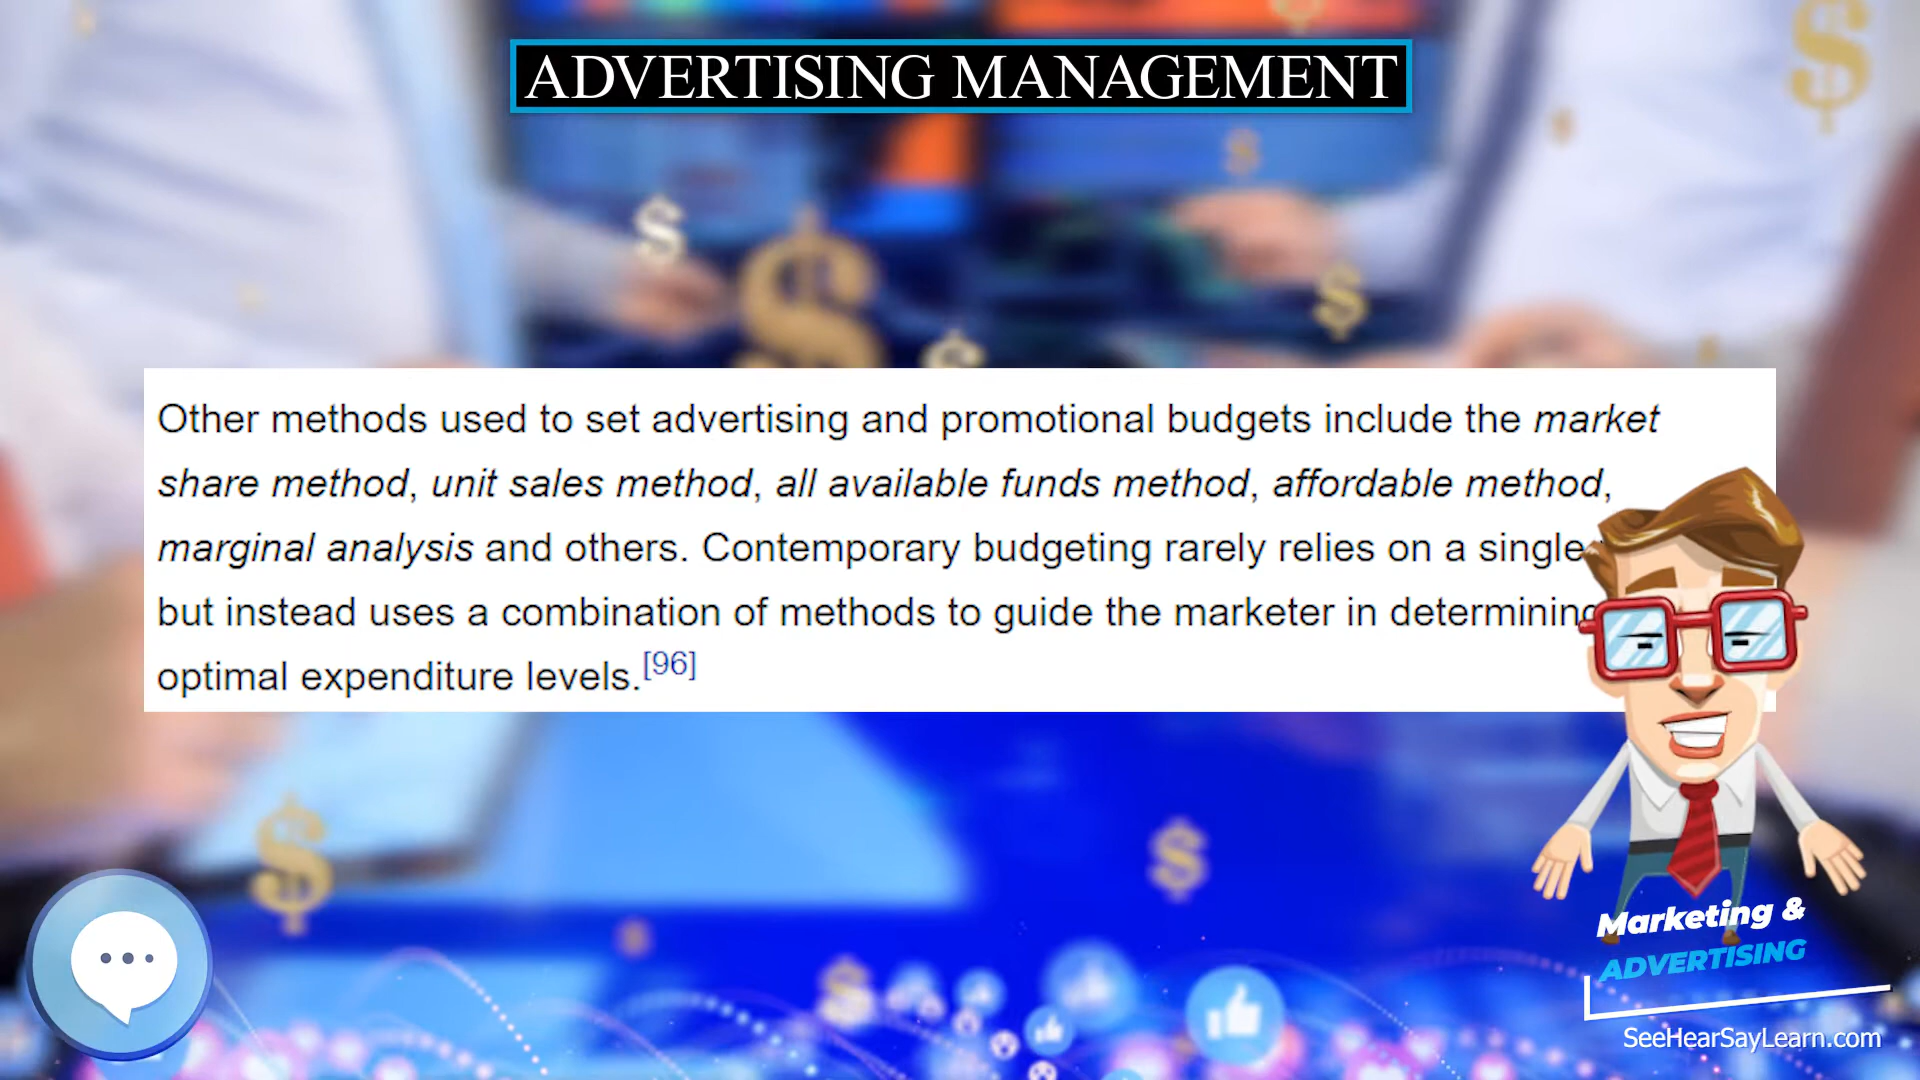 ADVERTISING MANAGEMENT
Other methods used to set advertising and promotional budgets include the market
share method, unit sales method, all available funds method, affordable method,
marginal analysis and others. Contemporary budgeting rarely relies on a single
but instead uses a combination of methods to guide the marketer in determining
optimal expenditure levels.[96]
Marketing &
ADVERTISING
SeeHearSayLearn.com